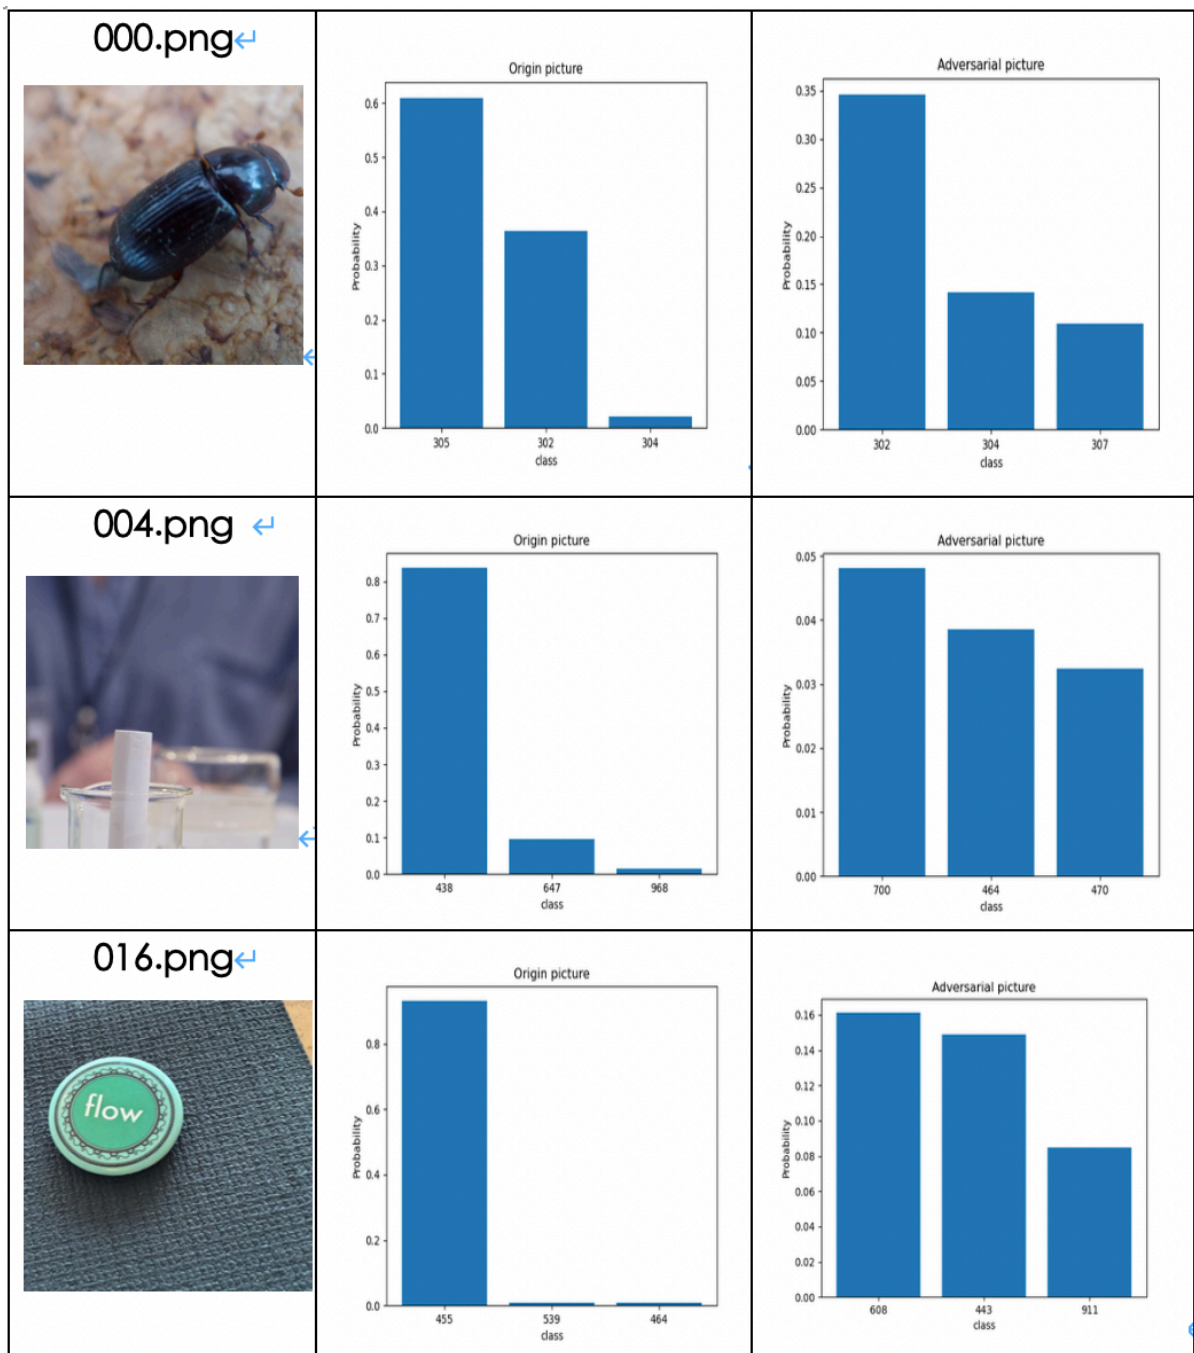 000.png↵
Origin picture
Probability
0.6
0.5
0.4
0.3
0.2
0.1
0.0
305 302 304
class
Adversarial picture
Probability
0.35
0.30
0.25
0.20
0.15
0.10
0.05
0.00
302 304 307
class
004.png ↵
Origin picture
Probability
0.8
0.7
0.6
0.5
0.4
0.3
0.2
0.1
0.0
438 647 968
class
Adversarial picture
Probability
0.05
0.04
0.03
0.02
0.01
0.00
700 464 470
class
016.png↵
flow
Origin picture
Probability
0.8
0.6
0.4
0.2
0.0
455 539 464
class
Adversarial picture
Probability
0.16
0.14
0.12
0.10
0.08
0.06
0.04
0.02
0.00
608 443 911
class